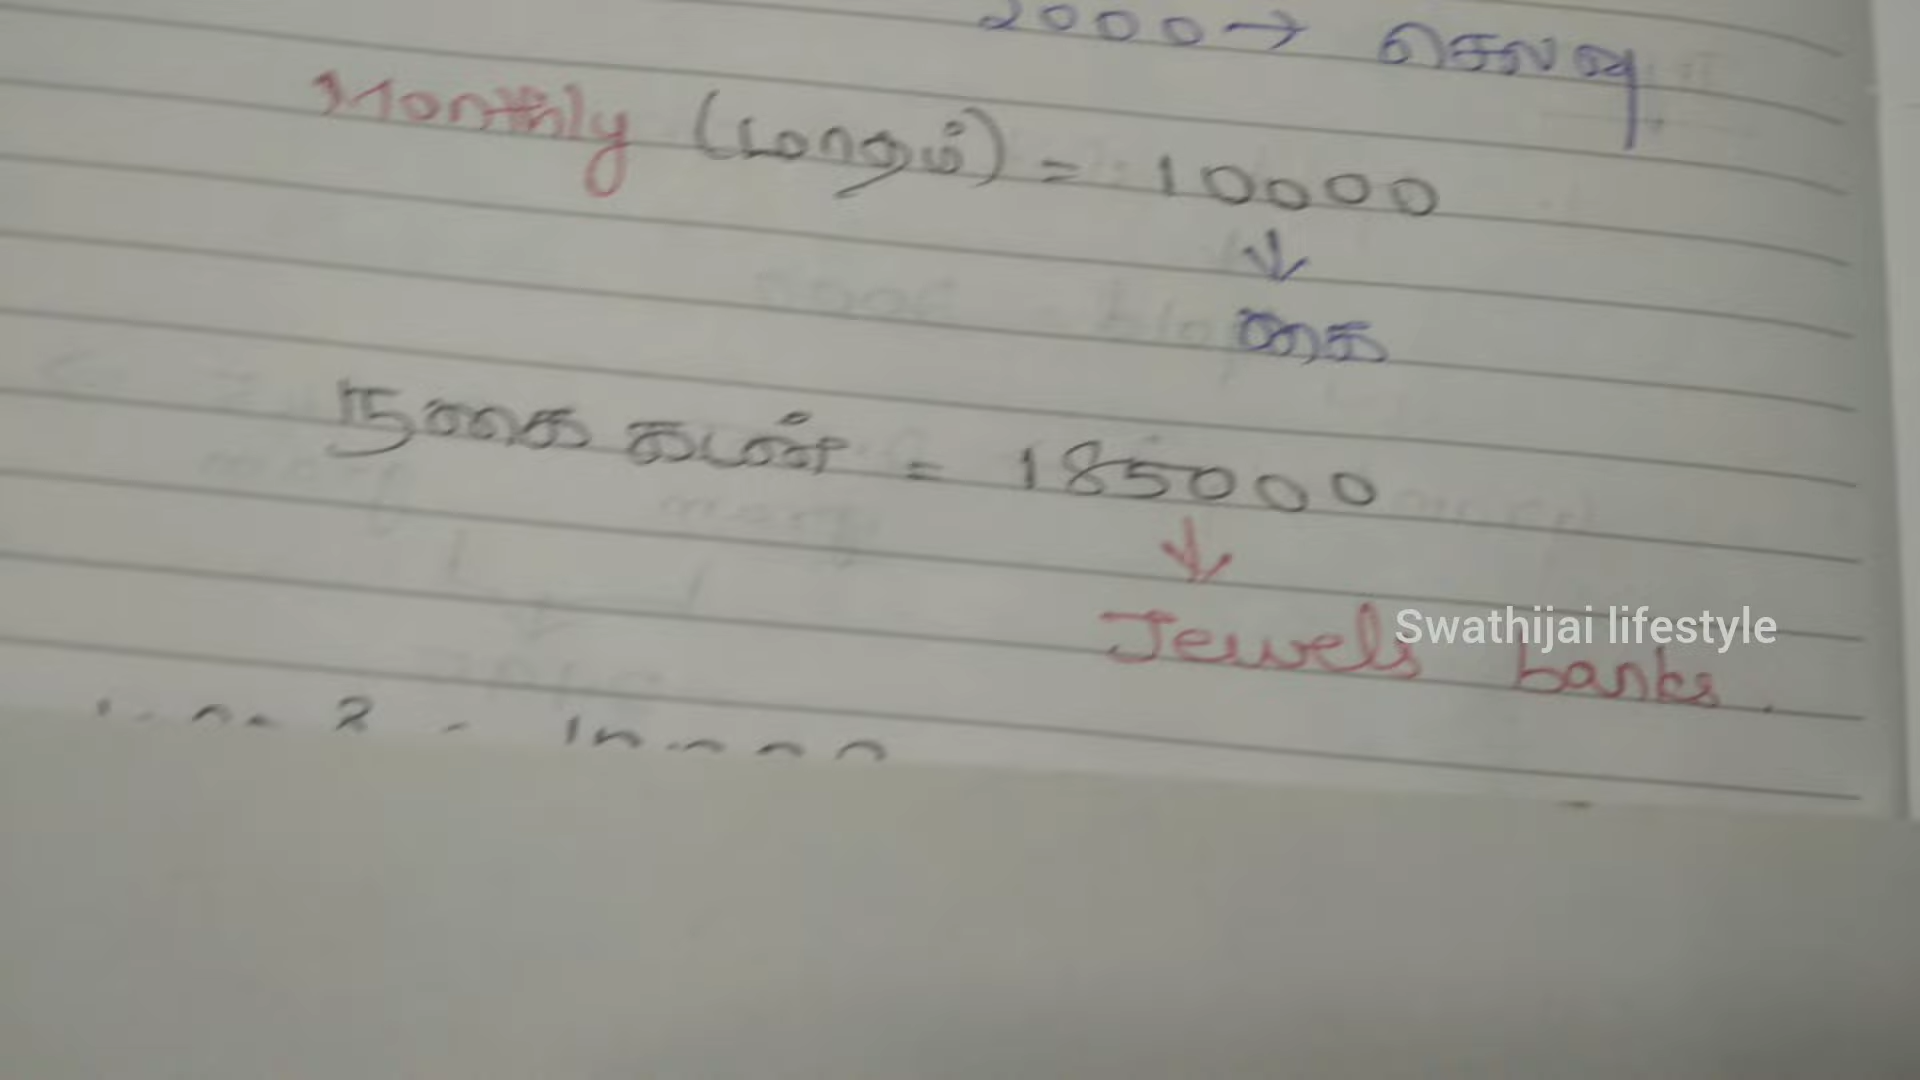 2000 → செலவு
Monthly (மாதம்) = 10000
↓
கை
நகை கடன் = 185000
↓
Jewels banks.
Swathijai lifestyle